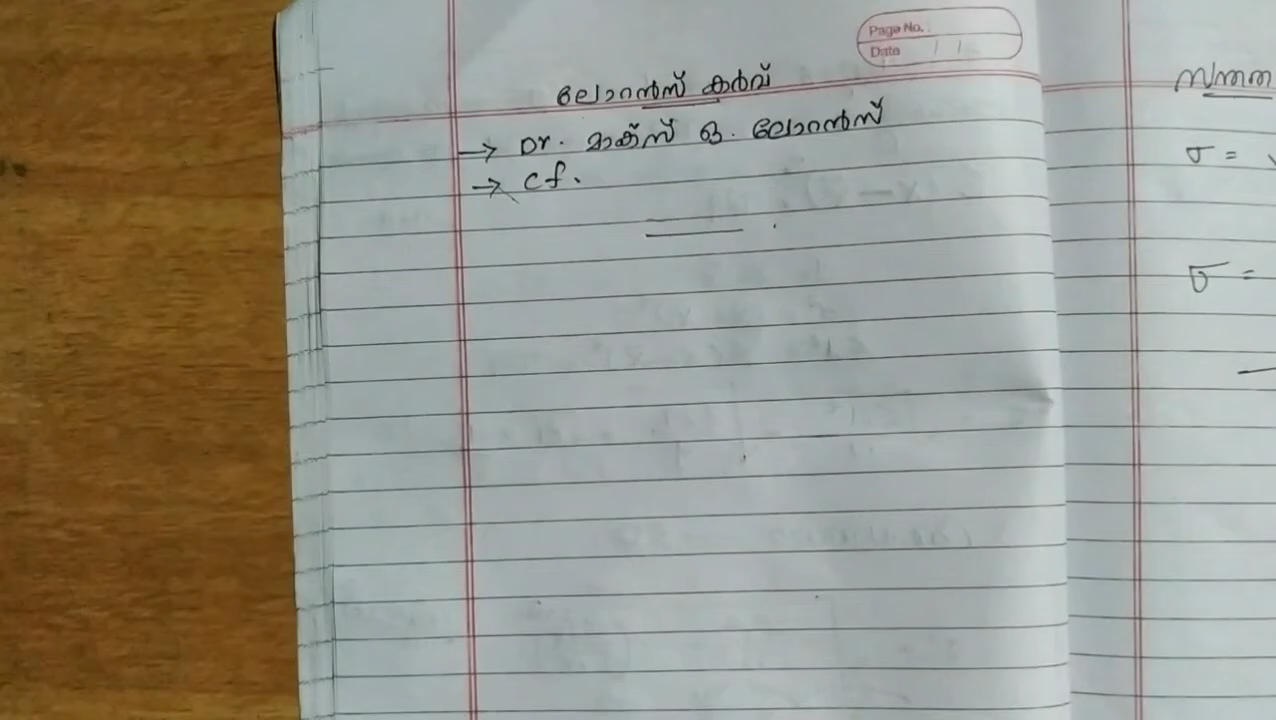 Page No.
Date / /
ലോറൻസ് കർവ്
→ Dr. മാക്സ് ഒ. ലോറൻസ്
→ cf.
σ =
σ =